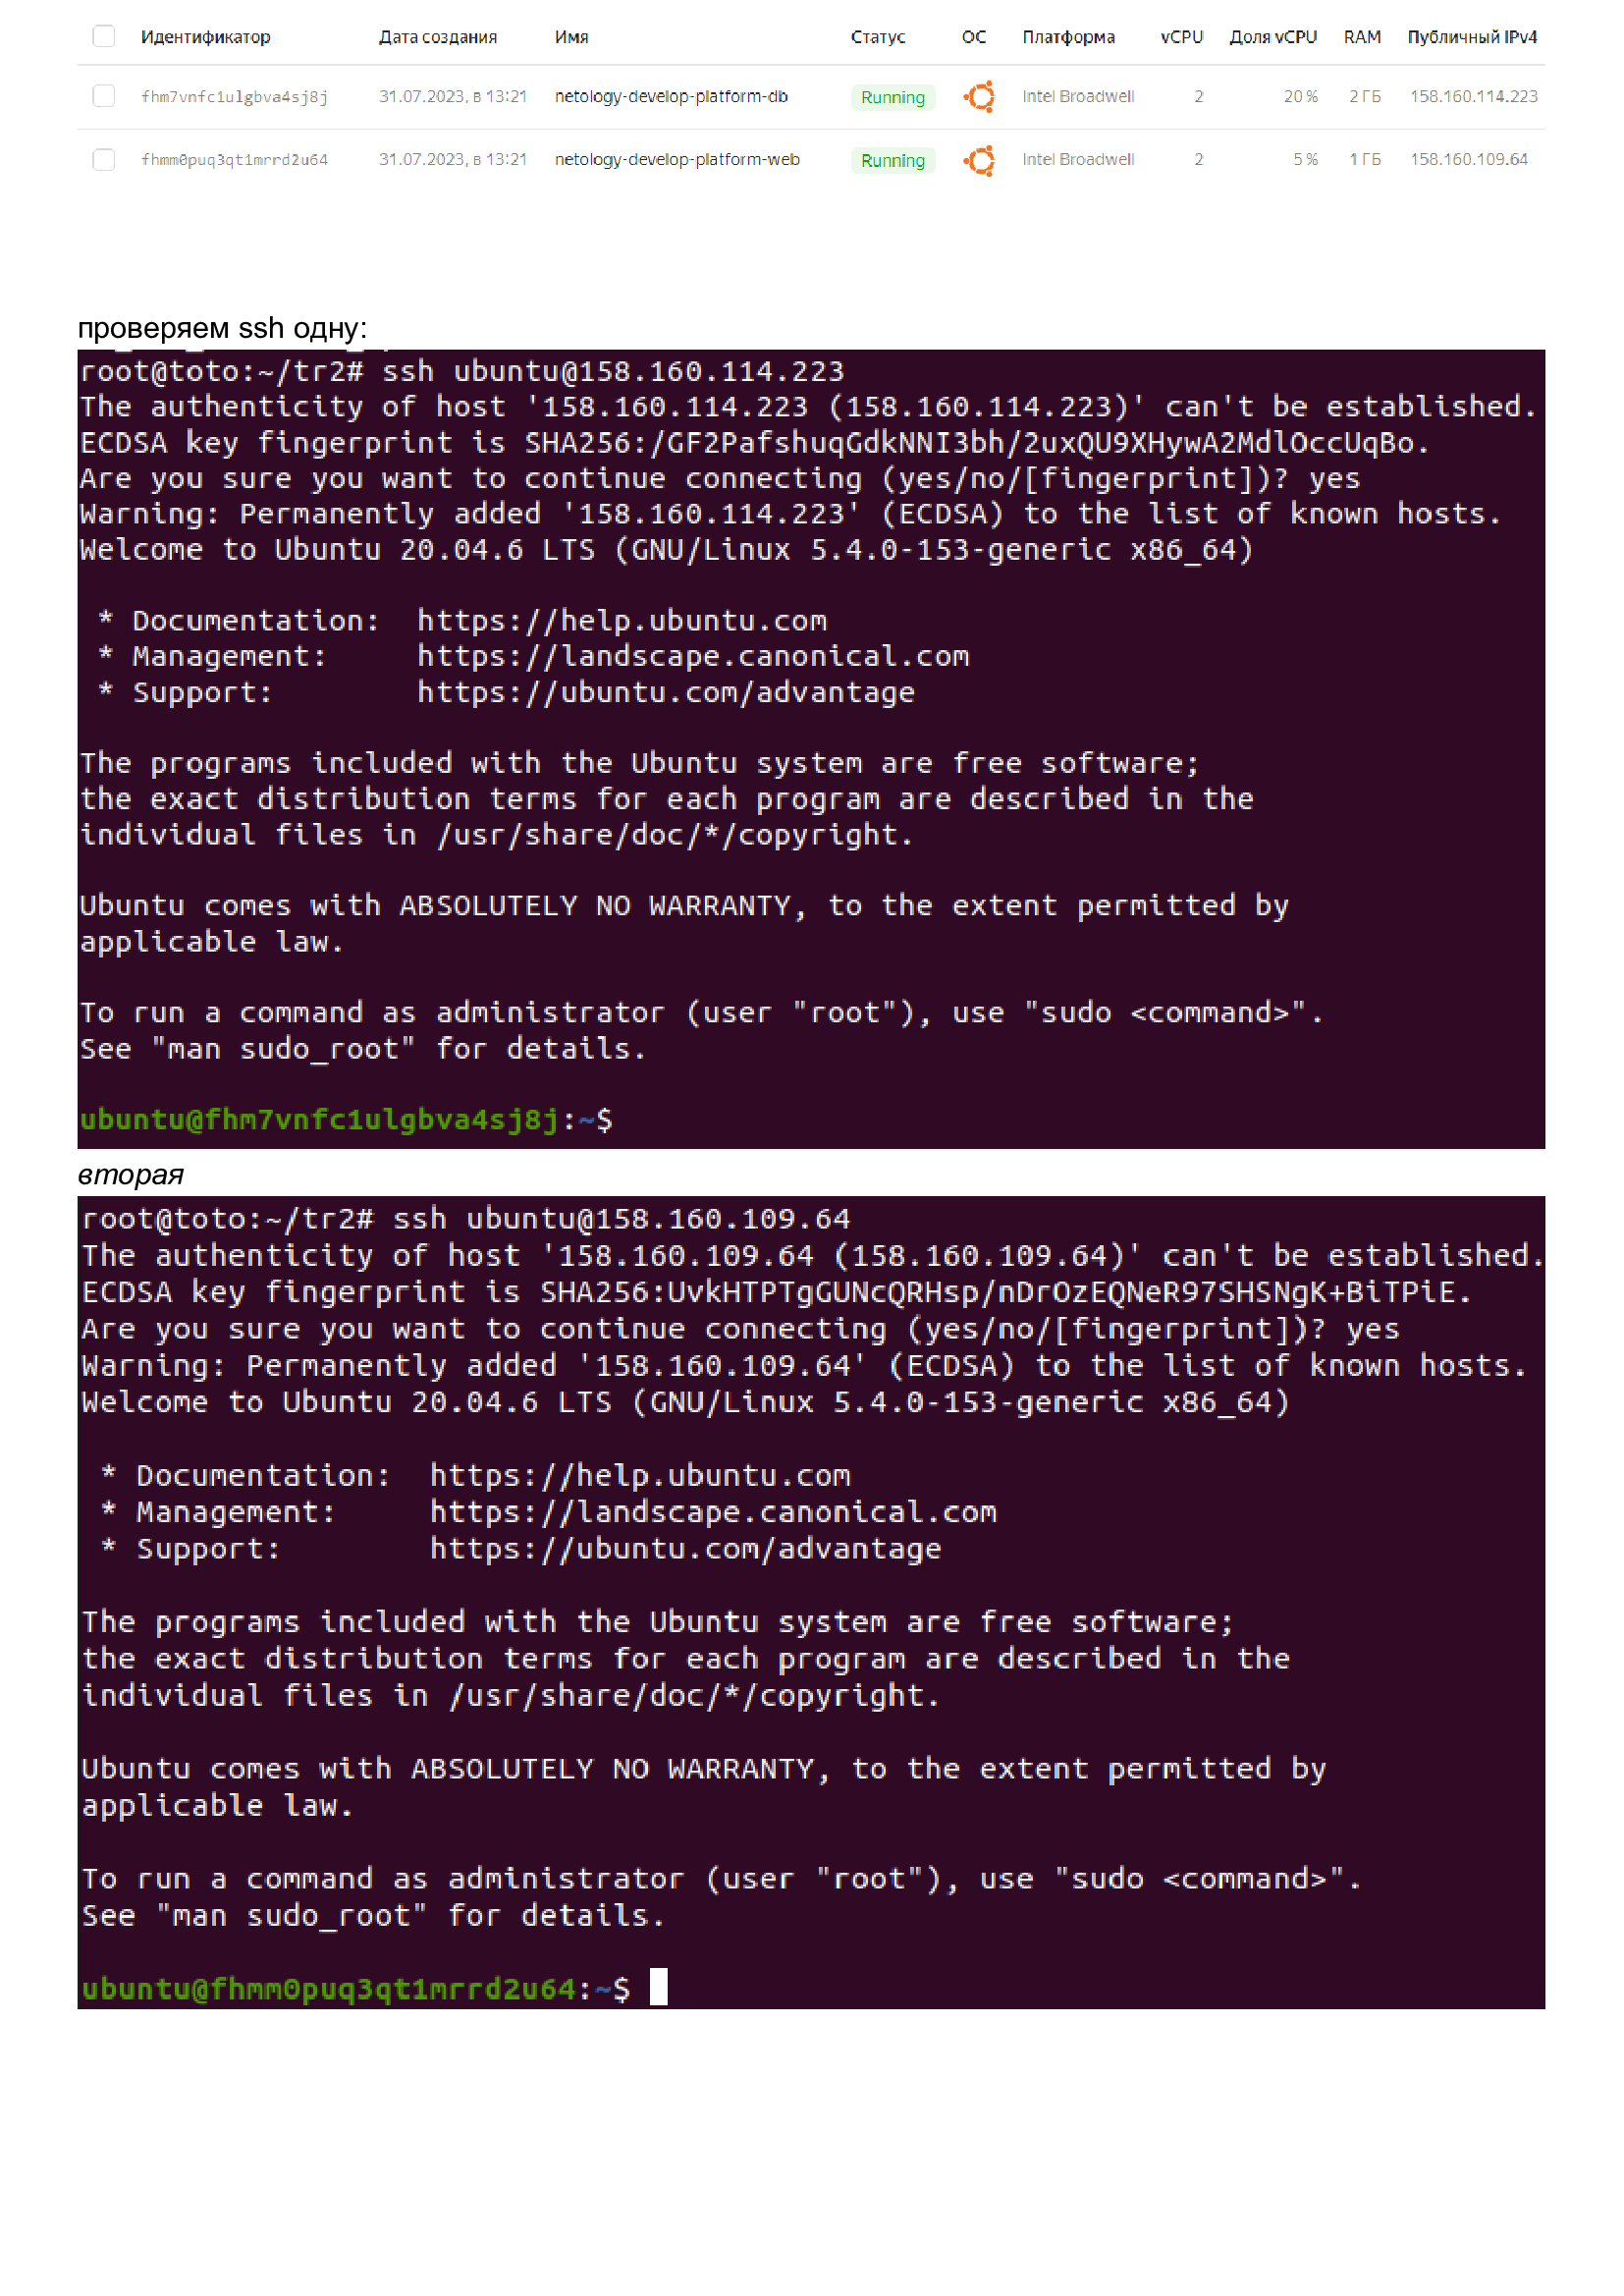 Идентификатор Дата создания Имя Статус ОС Платформа vCPU Доля vCPU RAM Публичный IPv4
fhm7vnfc1ulgbva4sj8j 31.07.2023, в 13:21 netology-develop-platform-db Running Intel Broadwell 2 20 % 2 ГБ 158.160.114.223
fhmm0puq3qt1mrrd2u64 31.07.2023, в 13:21 netology-develop-platform-web Running Intel Broadwell 2 5 % 1 ГБ 158.160.109.64
проверяем ssh одну:
root@toto:~/tr2# ssh ubuntu@158.160.114.223
The authenticity of host '158.160.114.223 (158.160.114.223)' can't be established.
ECDSA key fingerprint is SHA256:/GF2PafshuqGdkNNI3bh/2uxQU9XHywA2MdlOccUqBo.
Are you sure you want to continue connecting (yes/no/[fingerprint])? yes
Warning: Permanently added '158.160.114.223' (ECDSA) to the list of known hosts.
Welcome to Ubuntu 20.04.6 LTS (GNU/Linux 5.4.0-153-generic x86_64)
* Documentation: https://help.ubuntu.com
* Management: https://landscape.canonical.com
* Support: https://ubuntu.com/advantage
The programs included with the Ubuntu system are free software;
the exact distribution terms for each program are described in the
individual files in /usr/share/doc/*/copyright.
Ubuntu comes with ABSOLUTELY NO WARRANTY, to the extent permitted by
applicable law.
To run a command as administrator (user "root"), use "sudo <command>".
See "man sudo_root" for details.
ubuntu@fhm7vnfc1ulgbva4sj8j:~$
вторая
root@toto:~/tr2# ssh ubuntu@158.160.109.64
The authenticity of host '158.160.109.64 (158.160.109.64)' can't be established.
ECDSA key fingerprint is SHA256:UvkHTPTgGUNcQRHsp/nDrOzEQNeR97SHSNgK+BiTPiE.
Are you sure you want to continue connecting (yes/no/[fingerprint])? yes
Warning: Permanently added '158.160.109.64' (ECDSA) to the list of known hosts.
Welcome to Ubuntu 20.04.6 LTS (GNU/Linux 5.4.0-153-generic x86_64)
* Documentation: https://help.ubuntu.com
* Management: https://landscape.canonical.com
* Support: https://ubuntu.com/advantage
The programs included with the Ubuntu system are free software;
the exact distribution terms for each program are described in the
individual files in /usr/share/doc/*/copyright.
Ubuntu comes with ABSOLUTELY NO WARRANTY, to the extent permitted by
applicable law.
To run a command as administrator (user "root"), use "sudo <command>".
See "man sudo_root" for details.
ubuntu@fhmm0puq3qt1mrrd2u64:~$